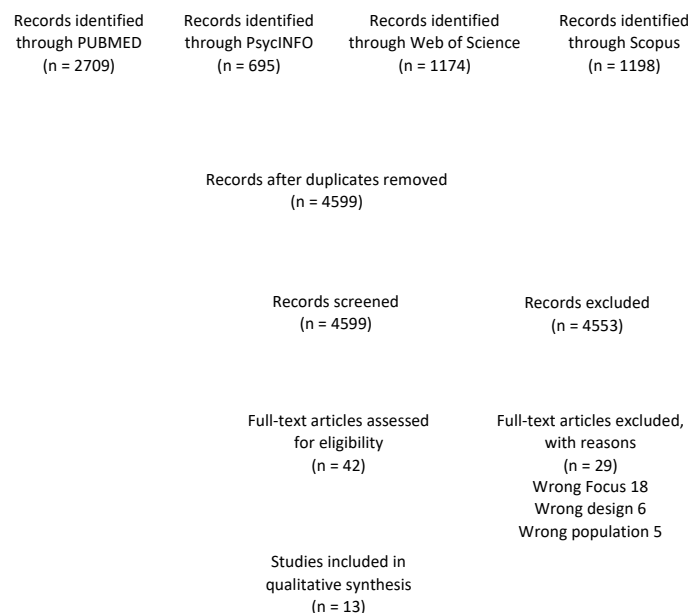 Records identified
through PUBMED
(n = 2709)
Records identified
through PsycINFO
(n = 695)
Records identified
through Web of Science
(n = 1174)
Records identified
through Scopus
(n = 1198)
Records after duplicates removed
(n = 4599)
Records screened
(n = 4599)
Records excluded
(n = 4553)
Full-text articles assessed
for eligibility
(n = 42)
Full-text articles excluded,
with reasons
(n = 29)
Wrong Focus 18
Wrong design 6
Wrong population 5
Studies included in
qualitative synthesis
(n = 13)